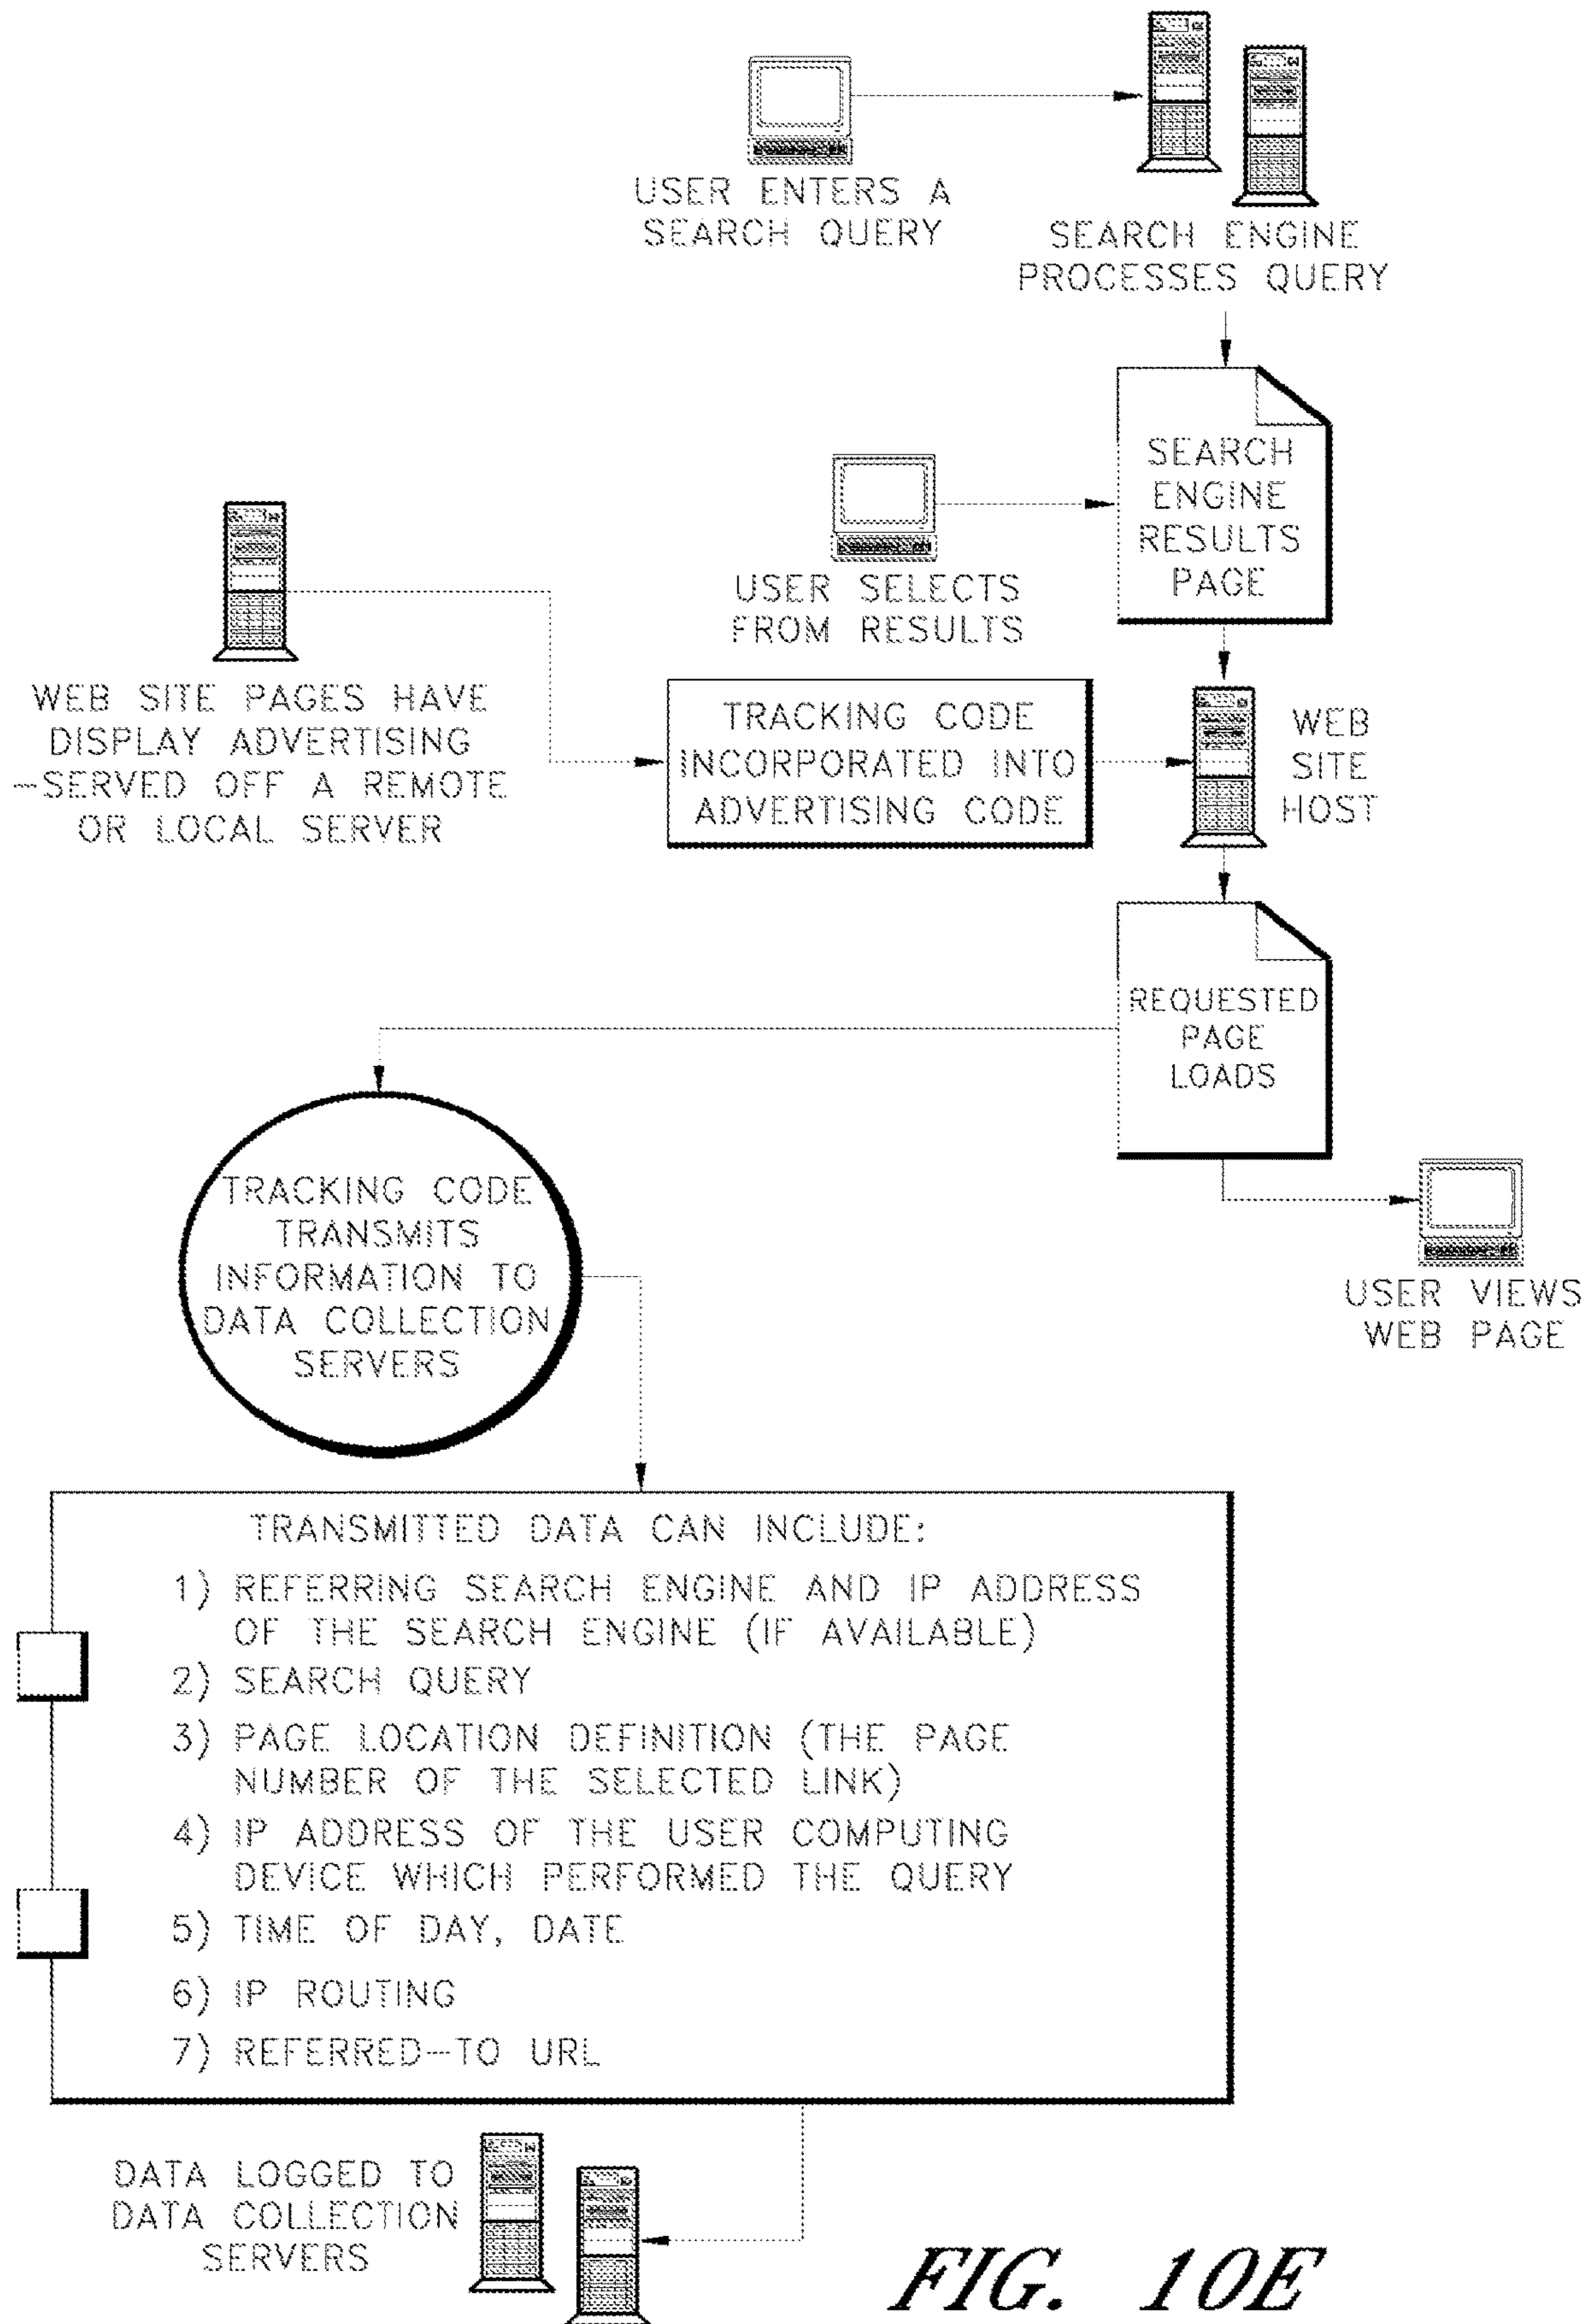 USER ENTERS A
SEARCH QUERY
SEARCH ENGINE
PROCESSES QUERY
SEARCH
ENGINE
RESULTS
PAGE
USER SELECTS
FROM RESULTS
WEB SITE PAGES HAVE
DISPLAY ADVERTISING
--SERVED OFF A REMOTE
OR LOCAL SERVER
TRACKING CODE
INCORPORATED INTO
ADVERTISING CODE
WEB
SITE
HOST
REQUESTED
PAGE
LOADS
TRACKING CODE
TRANSMITS
INFORMATION TO
DATA COLLECTION
SERVERS
USER VIEWS
WEB PAGE
TRANSMITTED DATA CAN INCLUDE:
1) REFERRING SEARCH ENGINE AND IP ADDRESS
OF THE SEARCH ENGINE (IF AVAILABLE)
2) SEARCH QUERY
3) PAGE LOCATION DEFINITION (THE PAGE
NUMBER OF THE SELECTED LINK)
4) IP ADDRESS OF THE USER COMPUTING
DEVICE WHICH PERFORMED THE QUERY
5) TIME OF DAY, DATE
6) IP ROUTING
7) REFERRED--TO URL
DATA LOGGED TO
DATA COLLECTION
SERVERS
FIG. 10E